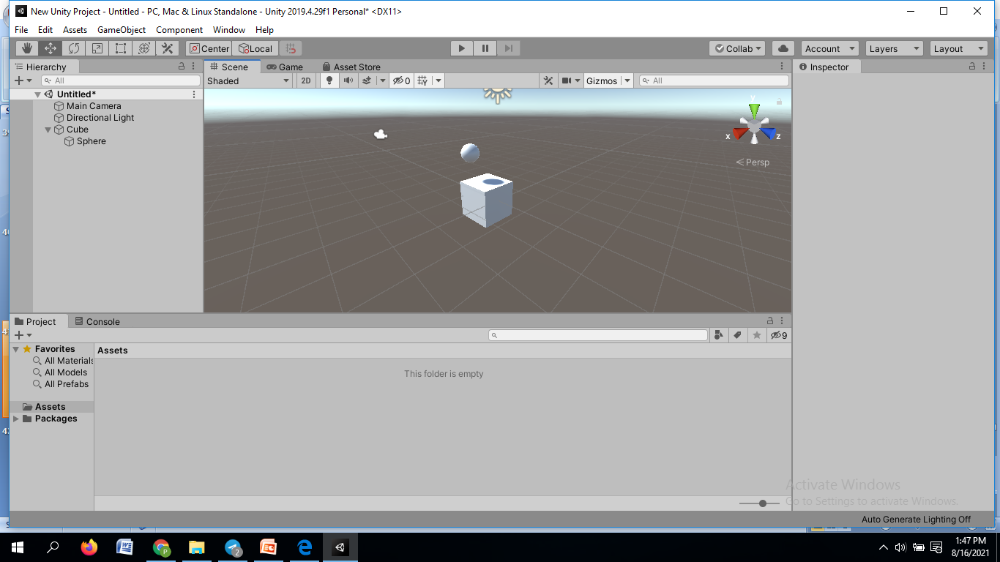 New Unity Project - Untitled - PC, Mac & Linux Standalone - Unity 2019.4.29f1 Personal* <DX11>
File Edit Assets GameObject Component Window Help
Center Local Collab Account Layers Layout
Hierarchy Scene Game Asset Store Inspector
All Shaded 2D 0 Gizmos All
Untitled*
Main Camera
Directional Light
Cube
Sphere
y
x z
Persp
Project Console
9
Favorites Assets
All Materials
All Models
All Prefabs
This folder is empty
Assets
Packages
Activate Windows
Go to Settings to activate Windows.
Auto Generate Lighting Off
P 2
1:47 PM
8/16/2021